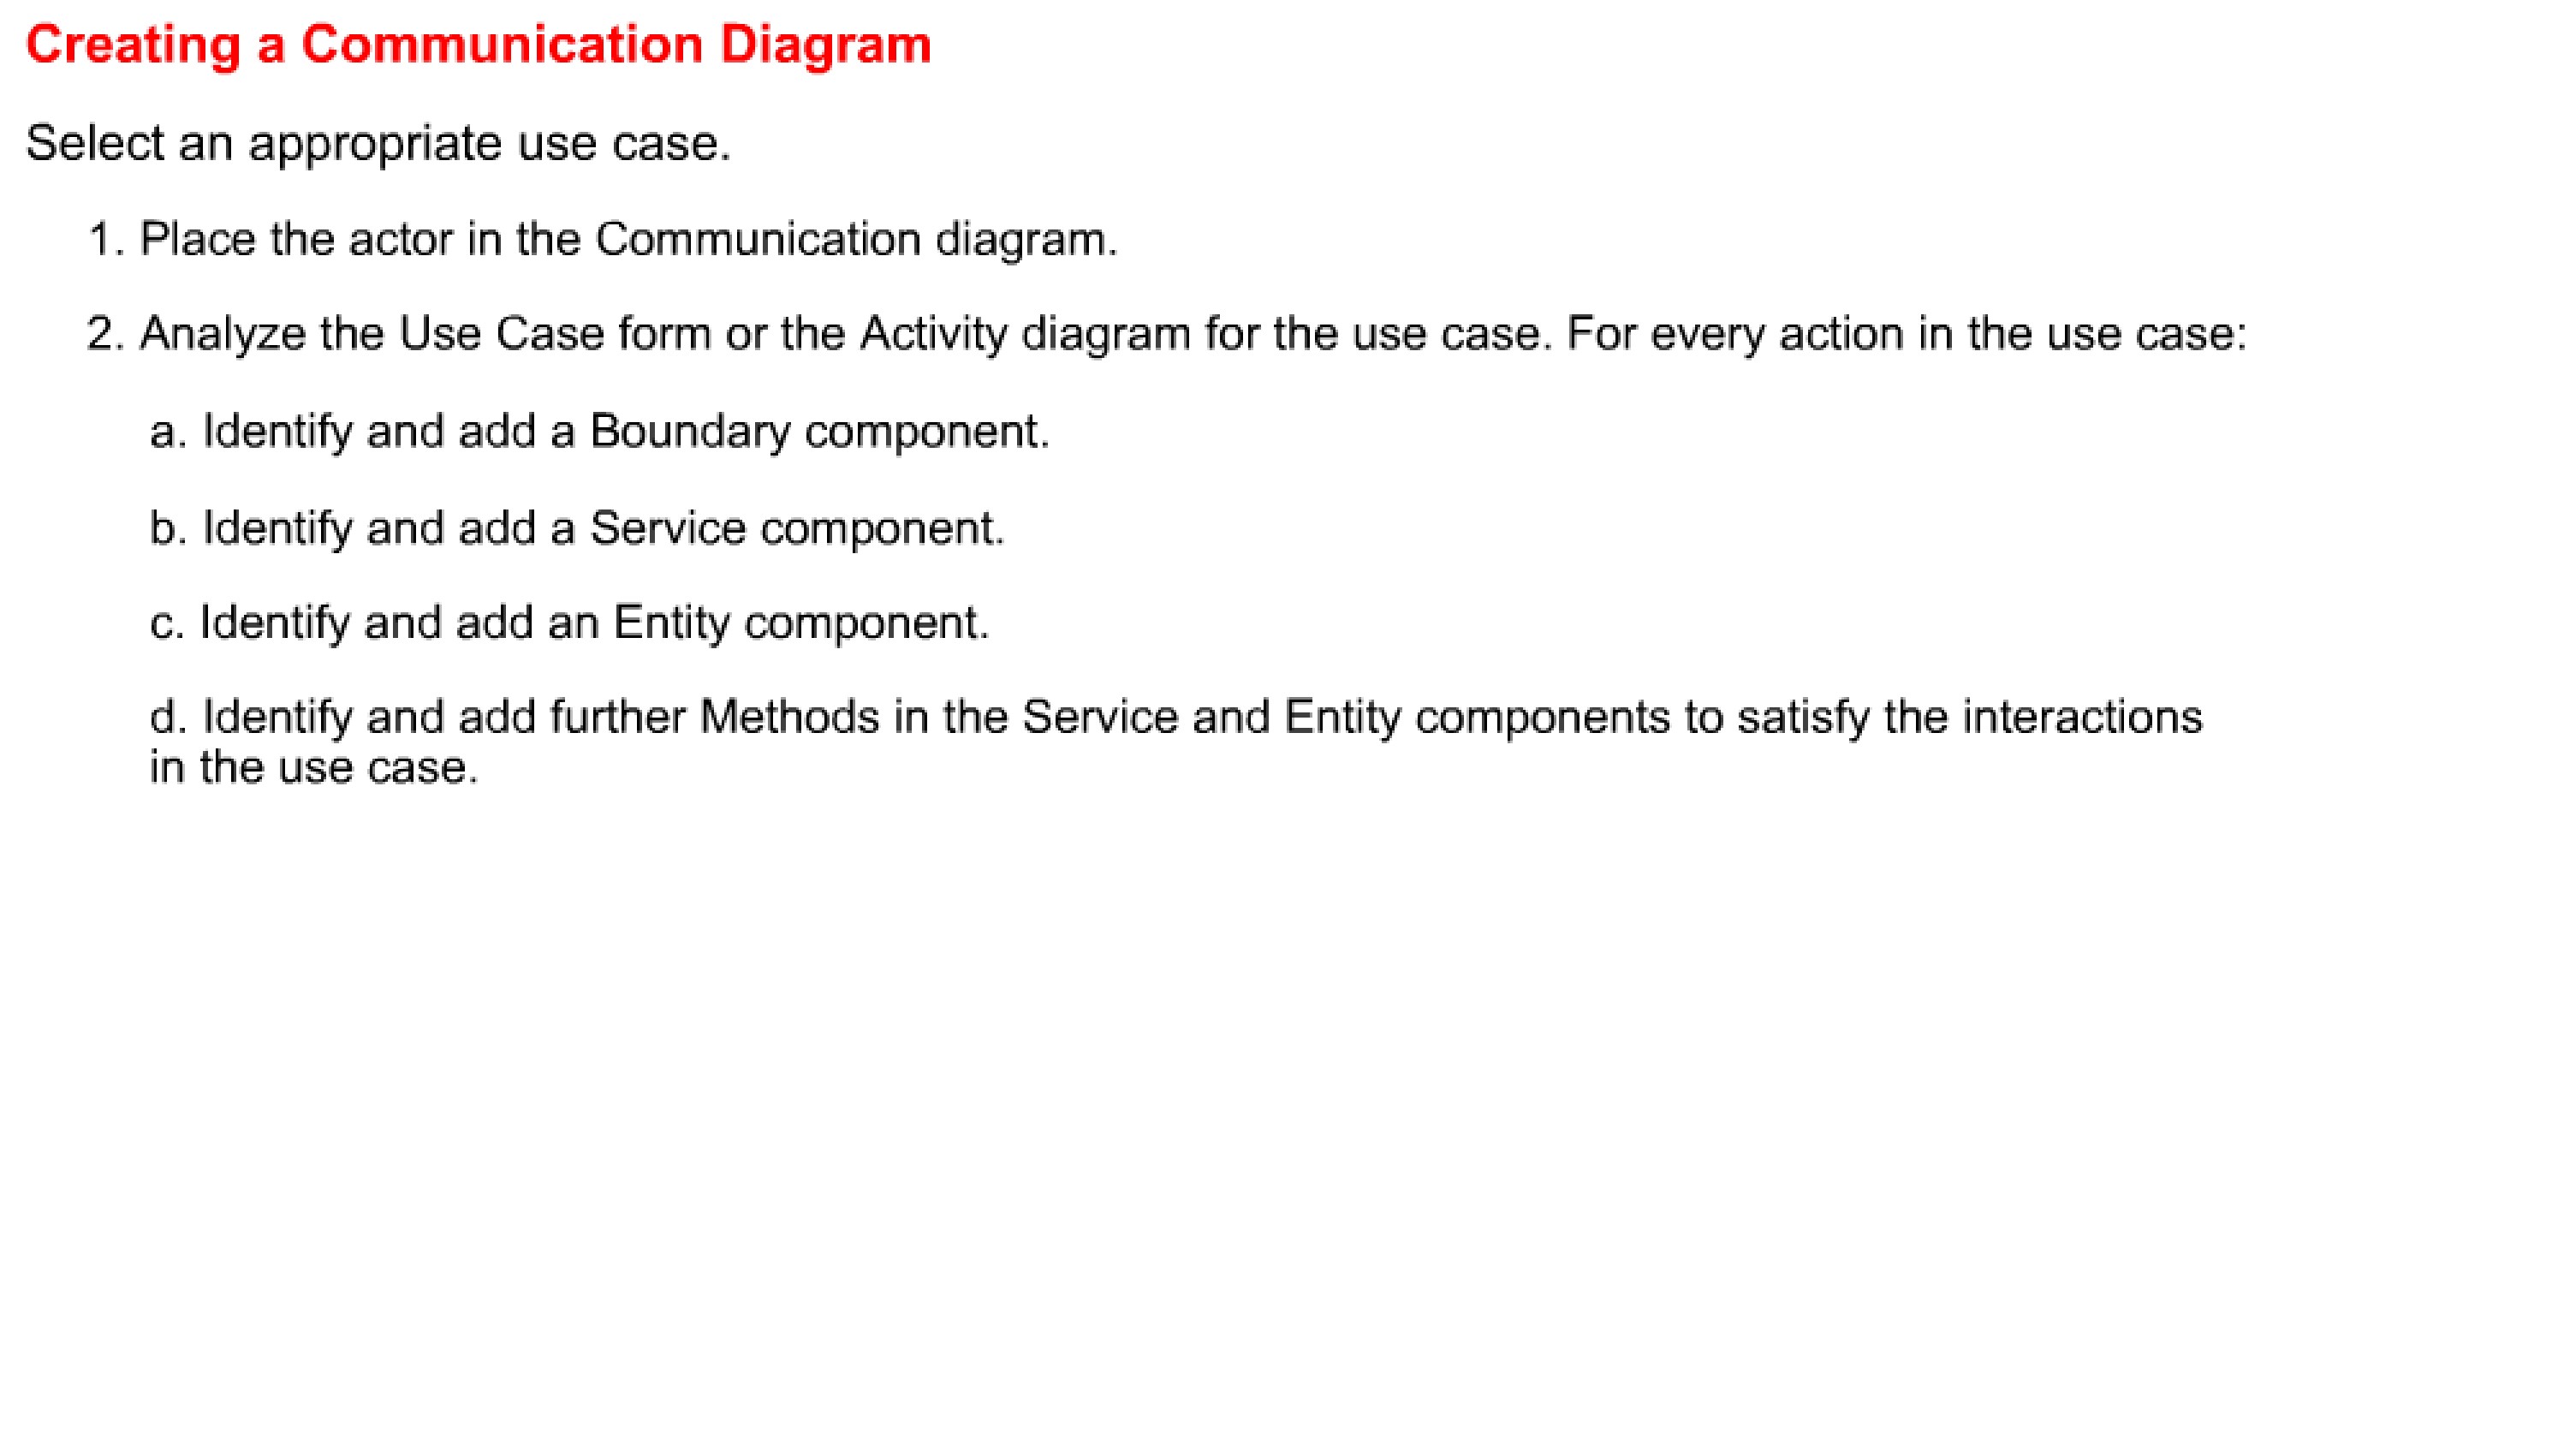 Creating a Communication Diagram
Select an appropriate use case.
1. Place the actor in the Communication diagram.
2. Analyze the Use Case form or the Activity diagram for the use case. For every action in the use case:
a. Identify and add a Boundary component.
b. Identify and add a Service component.
c. Identify and add an Entity component.
d. Identify and add further Methods in the Service and Entity components to satisfy the interactions
in the use case.